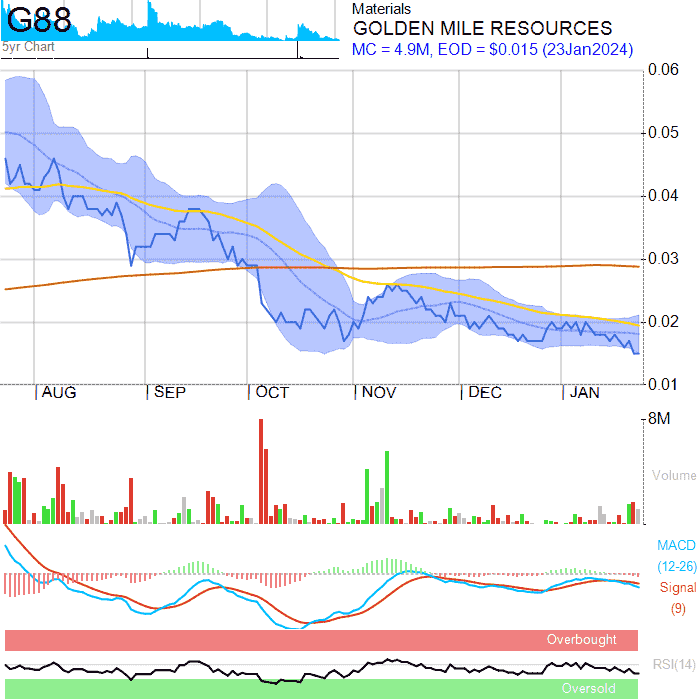 G88
5yr Chart
Materials
GOLDEN MILE RESOURCES
MC = 4.9M, EOD = $0.015 (23Jan2024)
0.06
0.05
0.04
0.03
0.02
0.01
AUG
SEP
OCT
NOV
DEC
JAN
8M
Volume
MACD
(12-26)
Signal
(9)
Overbought
RSI(14)
Oversold